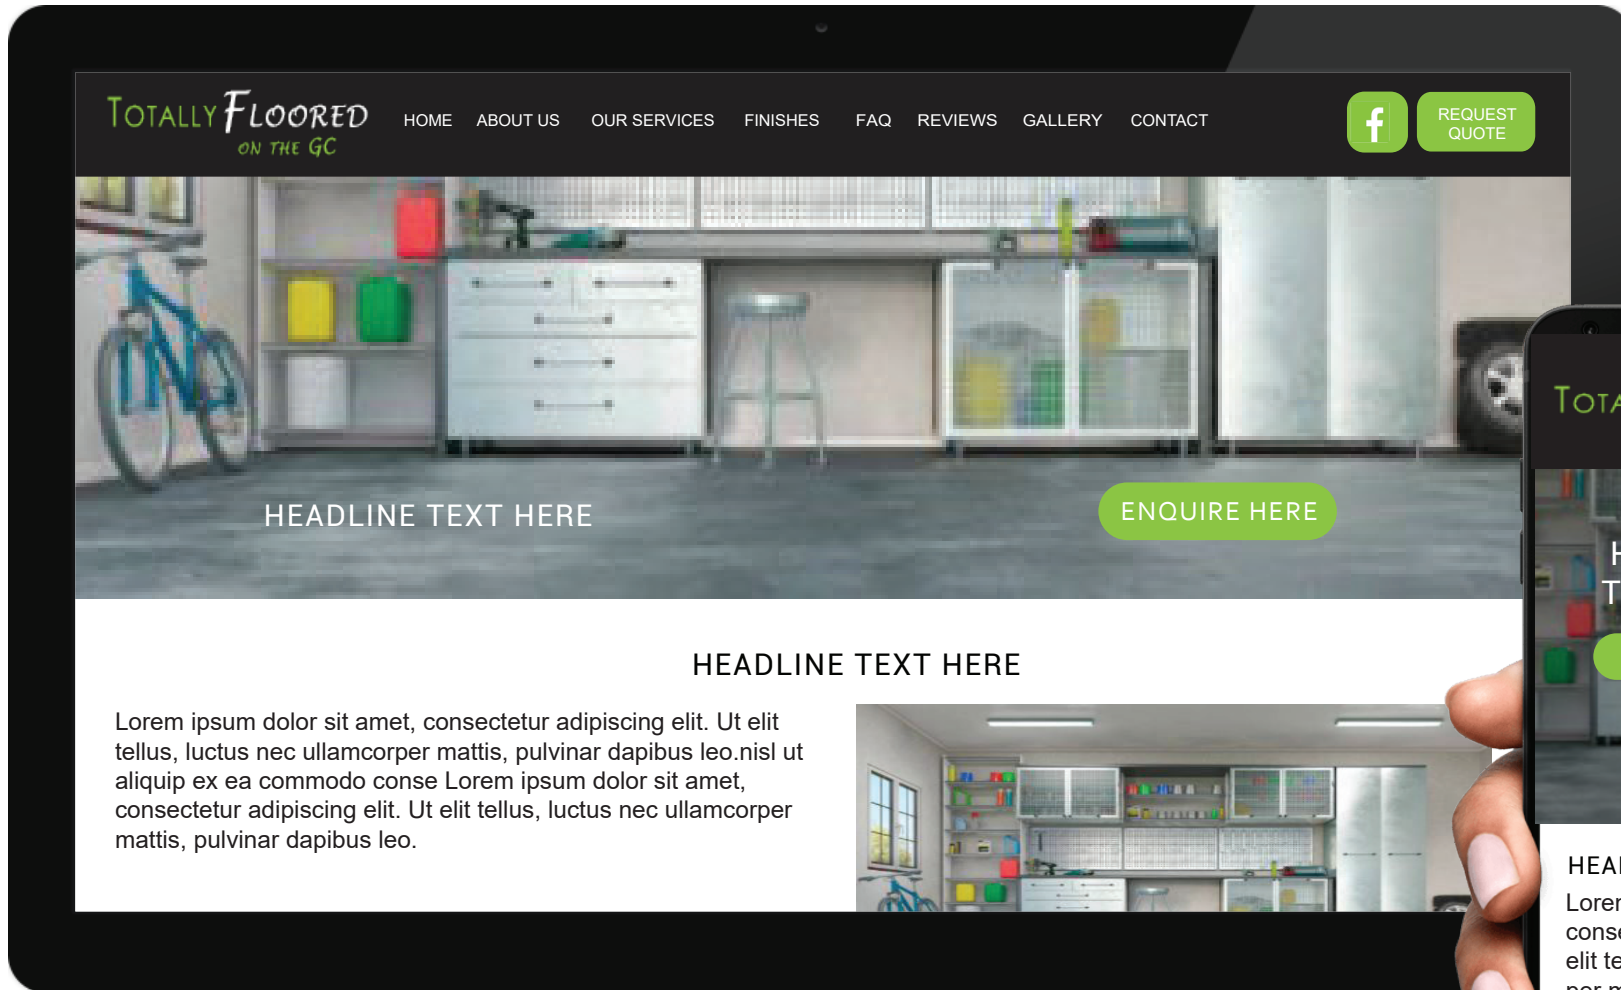 TOTALLY FLOORED
ON THE GC
HOME ABOUT US OUR SERVICES FINISHES FAQ REVIEWS GALLERY CONTACT
REQUEST
QUOTE
HEADLINE TEXT HERE
ENQUIRE HERE
HEADLINE TEXT HERE
Lorem ipsum dolor sit amet, consectetur adipiscing elit. Ut elit
tellus, luctus nec ullamcorper mattis, pulvinar dapibus leo.nisl ut
aliquip ex ea commodo conse Lorem ipsum dolor sit amet,
consectetur adipiscing elit. Ut elit tellus, luctus nec ullamcorper
mattis, pulvinar dapibus leo.